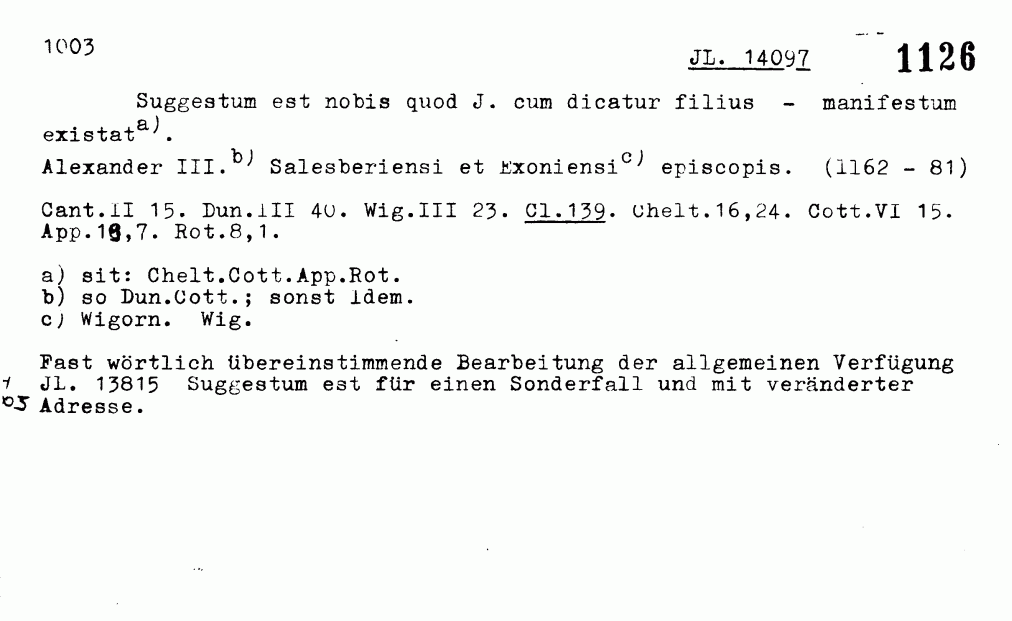 1003
JL. 14097 1126
Suggestum est nobis quod J. cum dicatur filius - manifestum
existat a).
Alexander III. b) Salesberiensi et Exoniensi c) episcopis. (1162 - 81)
Cant.II 15. Dun.III 40. Wig.III 23. Cl.139. Chelt.16,24. Cott.VI 15.
App.16,7. Rot.8,1.
a) sit: Chelt.Cott.App.Rot.
b) so Dun.Cott.; sonst idem.
c) Wigorn. Wig.
Fast wörtlich übereinstimmende Bearbeitung der allgemeinen Verfügung
JL. 13815 Suggestum est für einen Sonderfall und mit veränderter
Adresse.